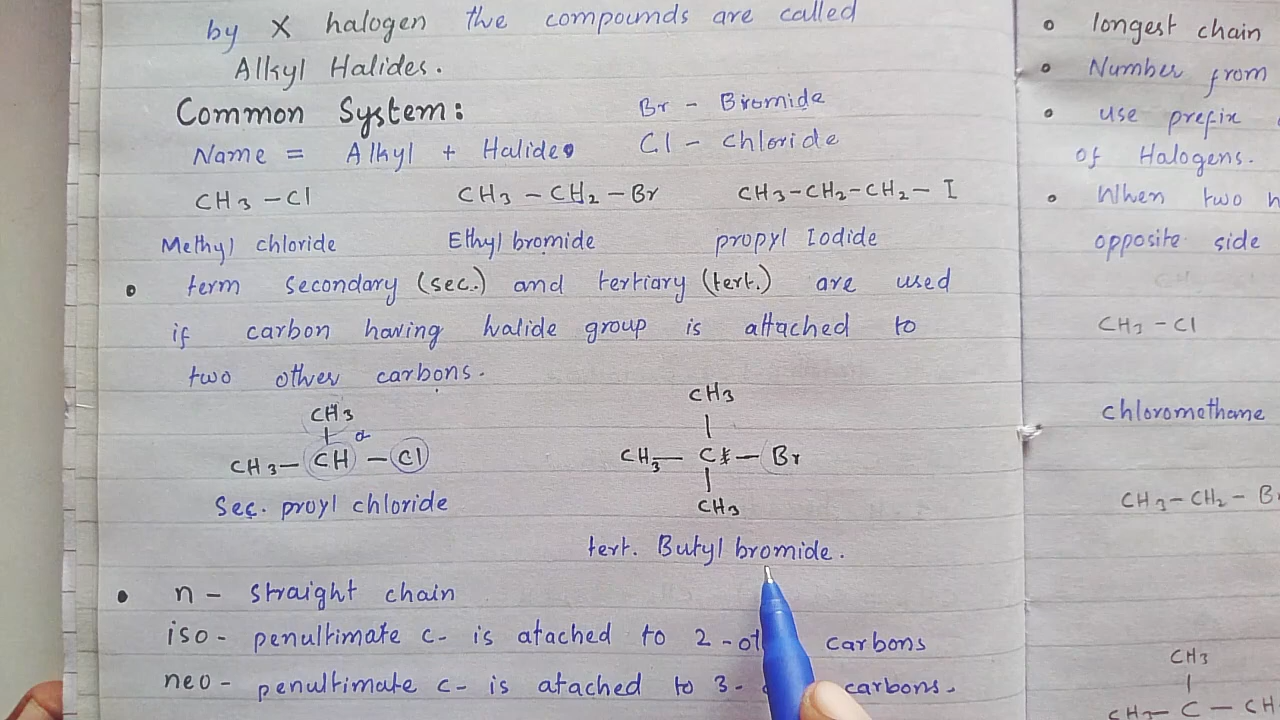 by X halogen the compounds are called
Alkyl Halides.
Common System:
Br - Bromide
Name = Alkyl + Halide
Cl - chloride
CH3 - Cl
CH3 - CH2 - Br
CH3-CH2-CH2- I
Methyl chloride
Ethyl bromide
propyl Iodide
• term secondary (sec.) and tertiary (tert.) are used
if carbon having halide group is attached to
two other carbons.
CH3
|
CH3- CH - Cl
α
Sec. proyl chloride
CH3
|
CH3- C - Br
|
CH3
tert. Butyl bromide.
• n - straight chain
iso- penultimate c- is atached to 2 - carbons
neo- penultimate c- is atached to 3- carbons.
• longest chain
• Number from
• use prefix
of Halogens.
• When two
opposite side
CH3 - Cl
chloromethane
CH3-CH2-
CH3
|
CH3- C -